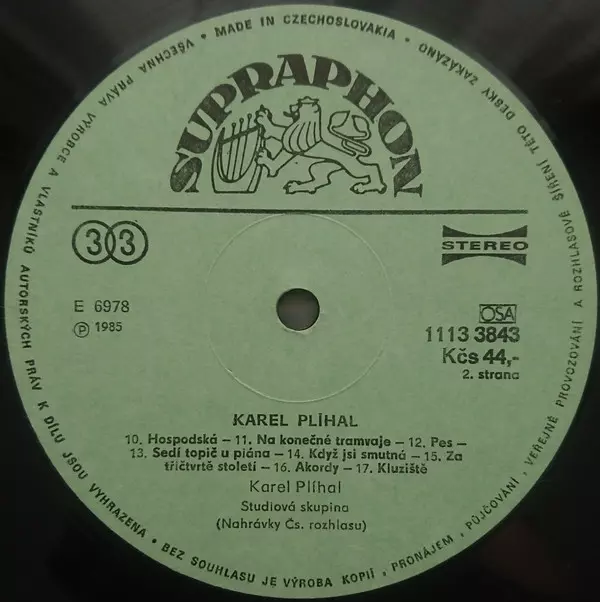 VŠECHNA PRÁVA VÝROBCE A VLASTNÍKŮ AUTORSKÝCH PRÁV K DÍLU JSOU VYHRAZENA • BEZ SOUHLASU JE VÝROBA KOPIÍ, PRONÁJEM, PŮJČOVÁNÍ, VEŘEJNÉ PROVOZOVÁNÍ A ROZHLASOVÉ ŠÍŘENÍ TÉTO DESKY ZAKÁZÁNO • MADE IN CZECHOSLOVAKIA •
SUPRAPHON
33
STEREO
E 6978
Ⓟ 1985
OSA
1113 3843
Kčs 44,-
2. strana
KAREL PLÍHAL
10. Hospodská – 11. Na konečné tramvaje – 12. Pes –
13. Sedí topič u piána – 14. Když jsi smutná – 15. Za
třičtvrtě století – 16. Akordy – 17. Kluziště
Karel Plíhal
Studiová skupina
(Nahrávky Čs. rozhlasu)